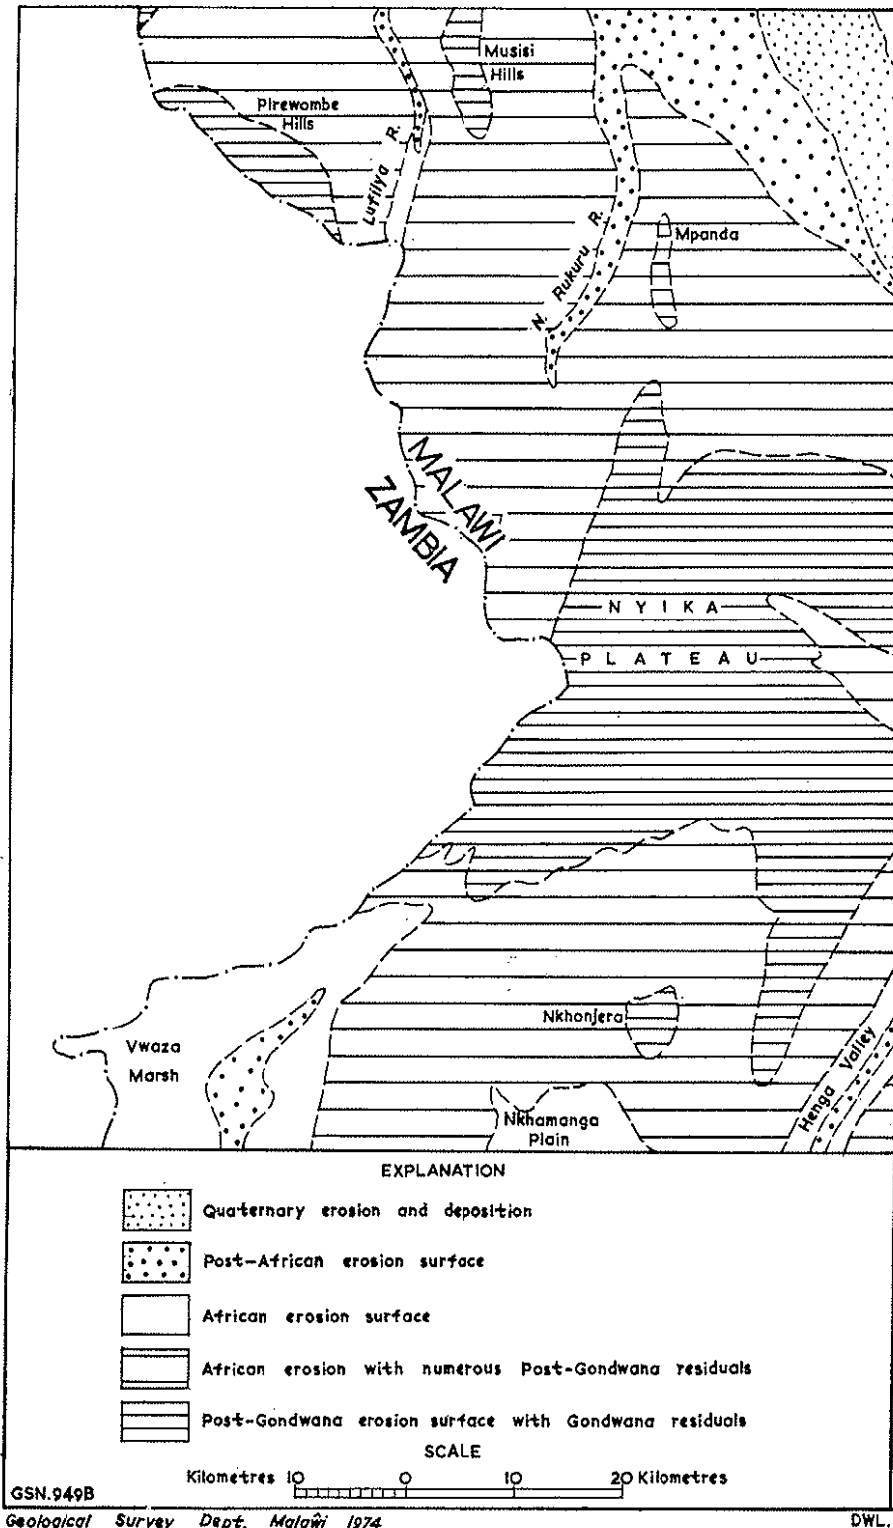 Musisi
Hills
Pirewombe
Hills
Lufilya R.
N. Rukuru R.
Mpanda
MALAŴI
ZAMBIA
NYIKA
PLATEAU
Nkhonjera
Vwaza
Marsh
Nkhamanga
Plain
Henga Valley
EXPLANATION
Quaternary erosion and deposition
Post-African erosion surface
African erosion surface
African erosion with numerous Post-Gondwana residuals
Post-Gondwana erosion surface with Gondwana residuals
SCALE
Kilometres 10 0 10 20 Kilometres
GSN.949B
Geological Survey Dept. Malaŵi 1974 DWL.